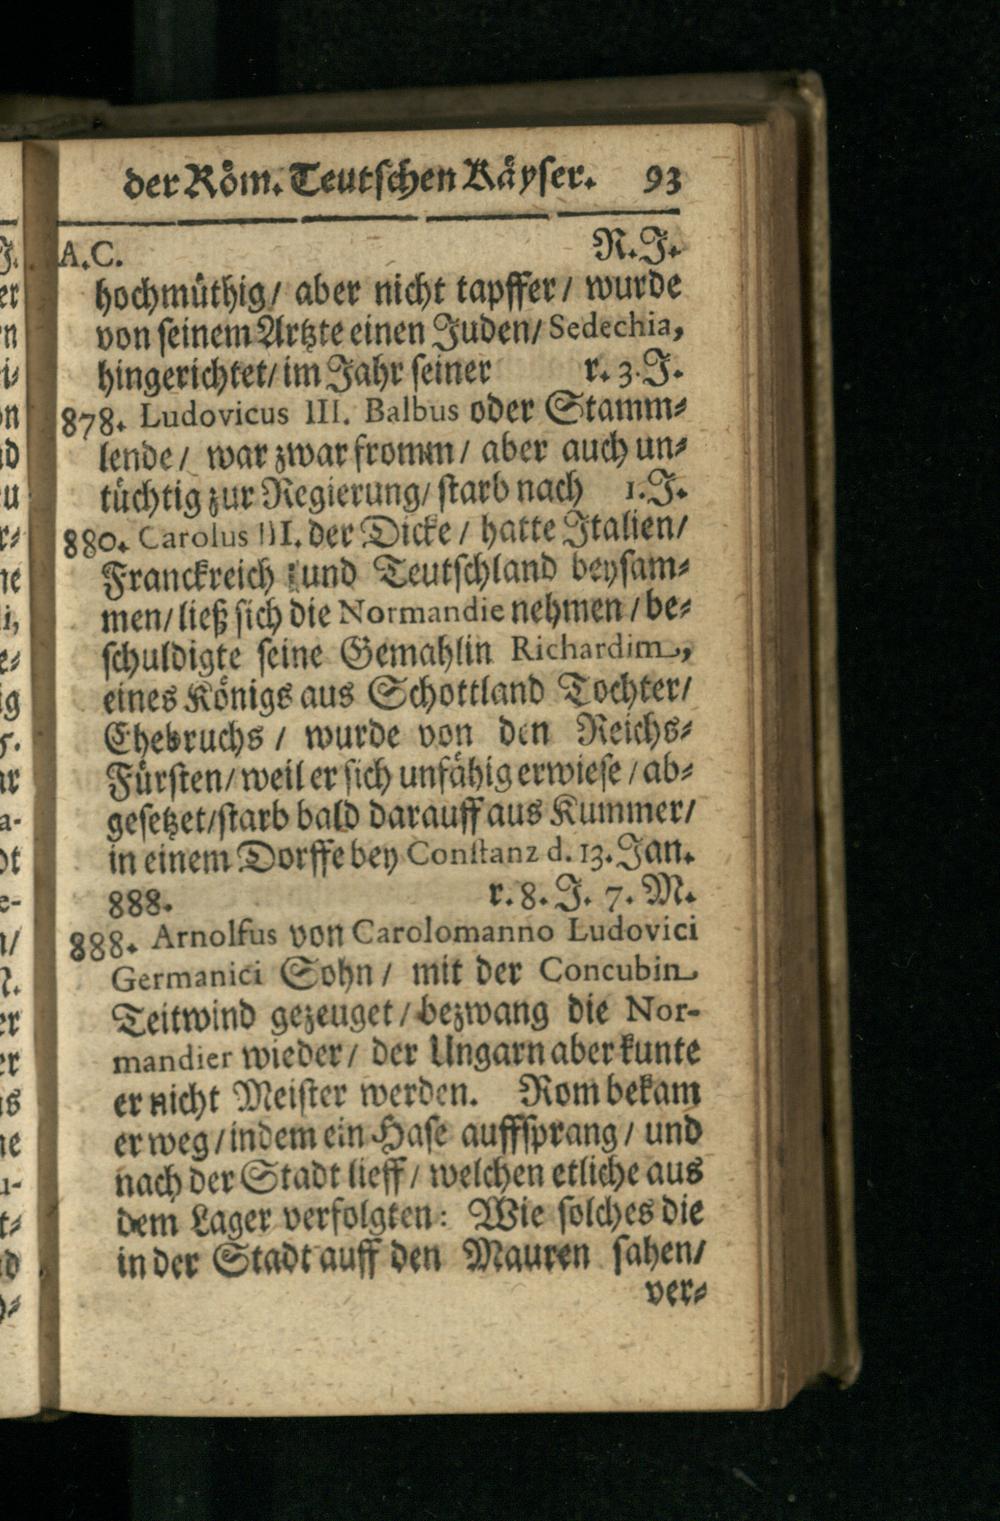 der Röm. Teutschen Käyser. 93
A.C. R.J.
hochmüthig/ aber nicht tapffer/ wurde
von seinem Artzte einen Juden/ Sedechia,
hingerichtet/ im Jahr seiner r. 3. J.
878. Ludovicus III. Balbus oder Stamm⸗
lende/ war zwar fromm/ aber auch un⸗
tüchtig zur Regierung/ starb nach 1. J.
880. Carolus III. der Dicke/ hatte Italien/
Franckreich und Teutschland beysam⸗
men/ ließ sich die Normandie nehmen/ be⸗
schuldigte seine Gemahlin Richardim,
eines Königs aus Schottland Tochter/
Ehebruchs/ wurde von den Reichs⸗
Fürsten/ weil er sich unfähig erwiese/ ab⸗
gesetzet/ starb bald darauff aus Kummer/
in einem Dorffe bey Constanz d. 13. Jan.
888. r. 8. J. 7. M.
888. Arnolfus von Carolomanno Ludovici
Germanici Sohn/ mit der Concubin
Teitwind gezeuget/ bezwang die Nor-
mandier wieder/ der Ungarn aber kunte
er nicht Meister werden. Rom bekam
er weg/ indem ein Hase auffsprang/ und
nach der Stadt lieff/ welchen etliche aus
dem Lager verfolgten: Wie solches die
in der Stadt auff den Mauren sahen/
ver⸗